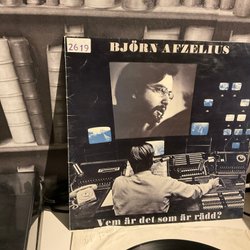 BJÖRN AFZELIUS
2619
Vem är det som är rädd?